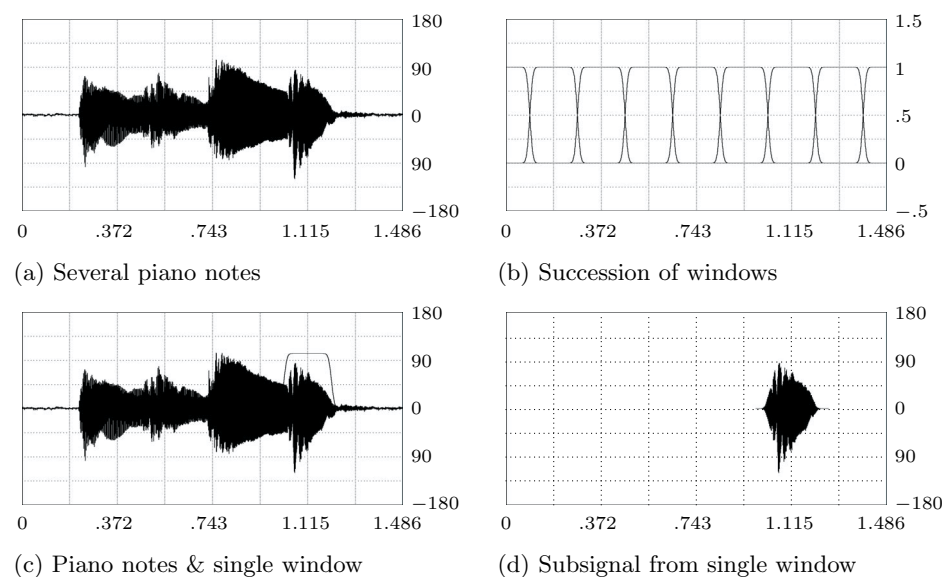 180
90
0
90
−180
0 .372 .743 1.115 1.486
(a) Several piano notes
1.5
1
.5
0
−.5
0 .372 .743 1.115 1.486
(b) Succession of windows
180
90
0
90
−180
0 .372 .743 1.115 1.486
(c) Piano notes & single window
180
90
0
90
−180
0 .372 .743 1.115 1.486
(d) Subsignal from single window